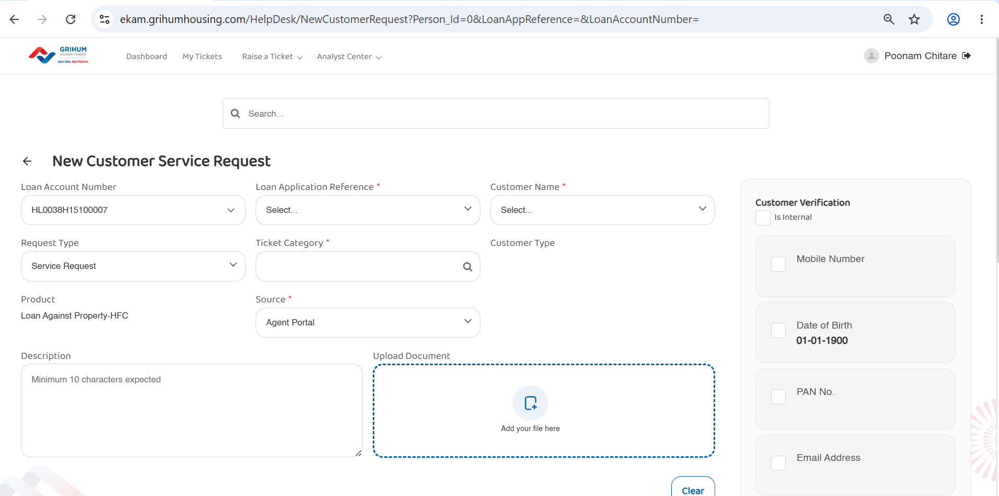 ekam.grihumhousing.com/HelpDesk/NewCustomerRequest?Person_Id=0&LoanAppReference=&LoanAccountNumber=
GRIHUM
HOUSING FINANCE
Apna Ghar. Apni Pehchan.
Dashboard My Tickets Raise a Ticket Analyst Center
Poonam Chitare
Search...
New Customer Service Request
Loan Account Number Loan Application Reference * Customer Name *
HL0038H15100007 Select... Select...
Request Type Ticket Category * Customer Type
Service Request
Product Source *
Loan Against Property-HFC Agent Portal
Description Upload Document
Minimum 10 characters expected
Add your file here
Clear
Customer Verification
Is Internal
Mobile Number
Date of Birth
01-01-1900
PAN No.
Email Address